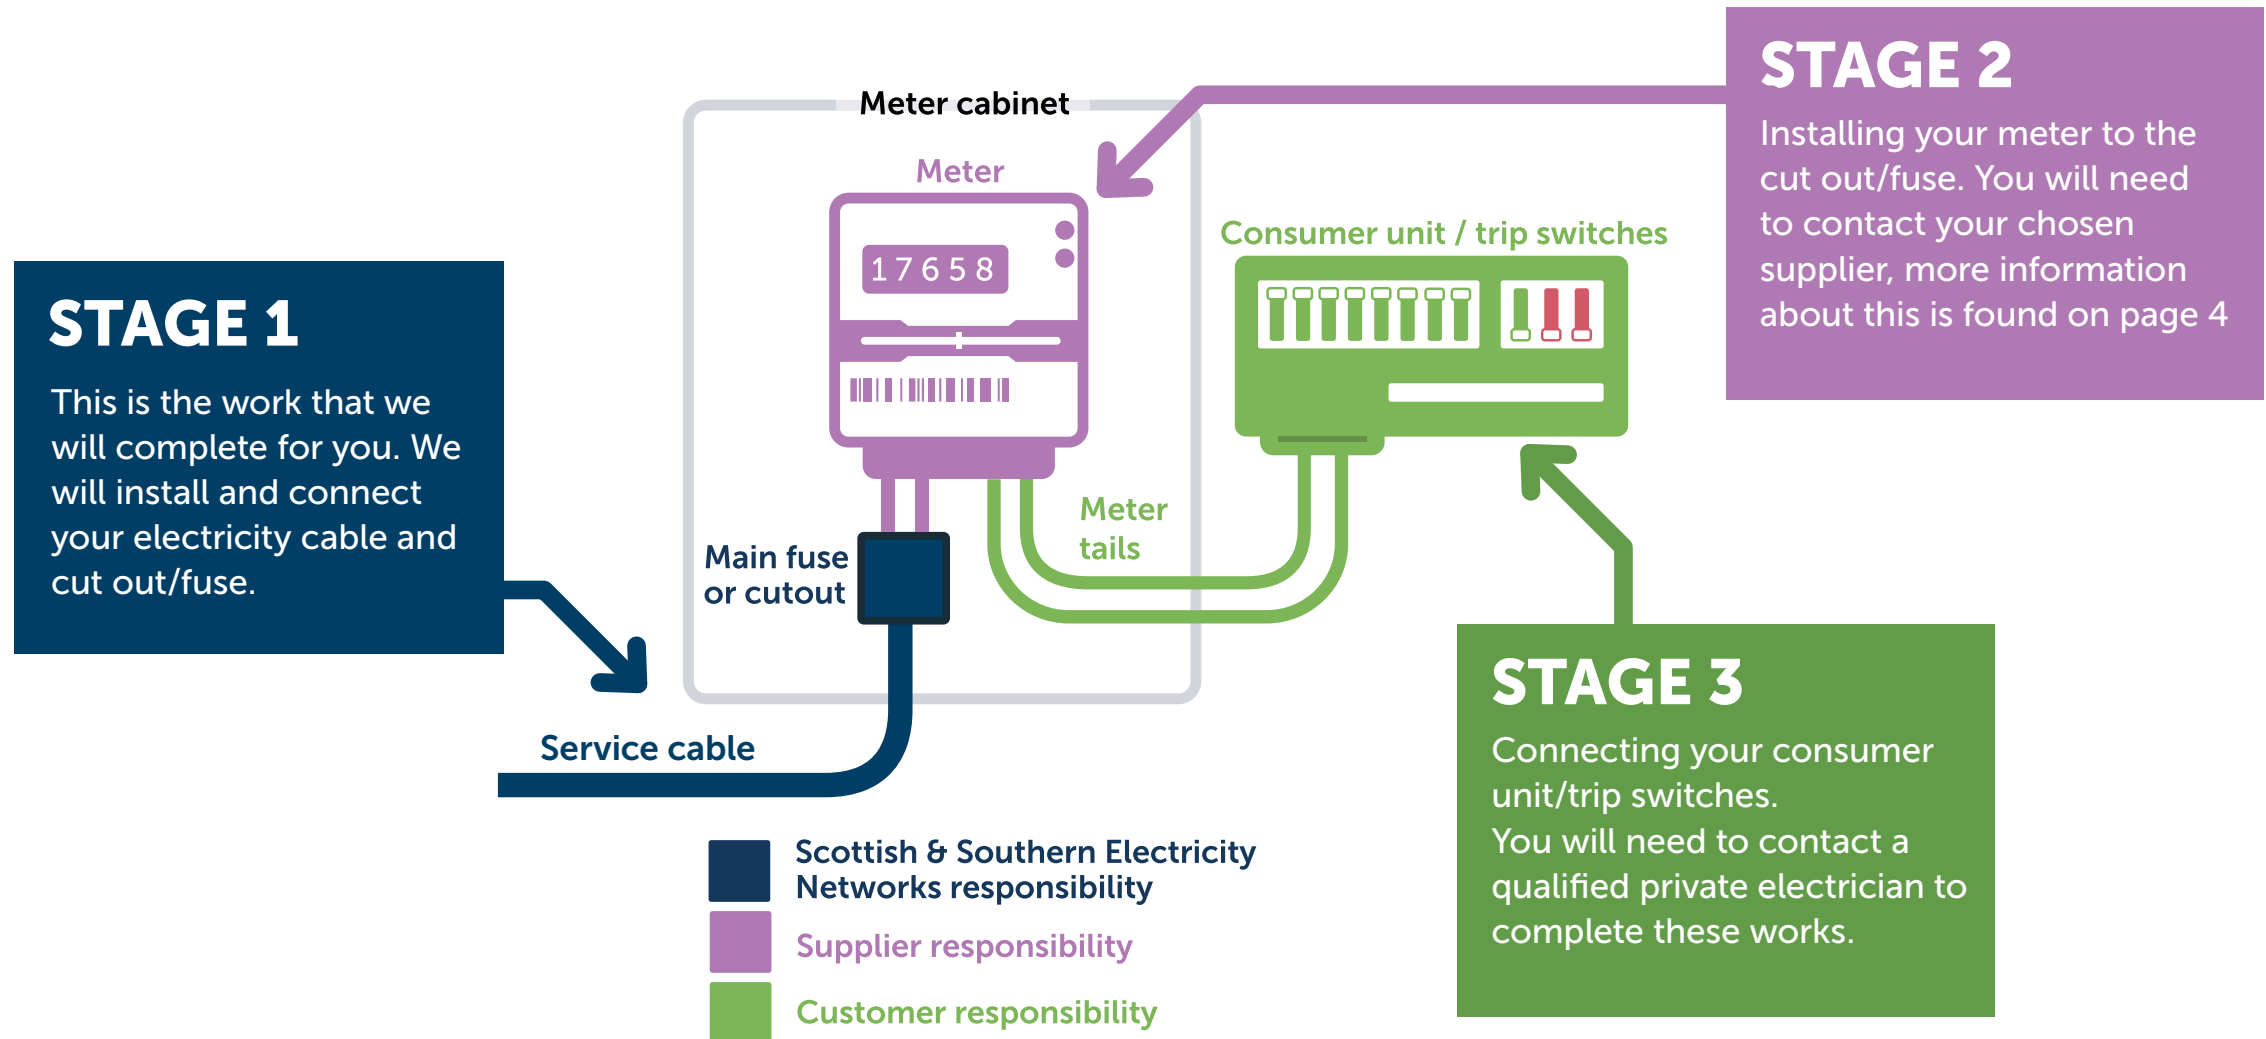 STAGE 1
This is the work that we
will complete for you. We
will install and connect
your electricity cable and
cut out/fuse.
Meter cabinet
Meter
17658
Main fuse
or cutout
Meter
tails
Service cable
Consumer unit / trip switches
STAGE 2
Installing your meter to the
cut out/fuse. You will need
to contact your chosen
supplier, more information
about this is found on page 4
STAGE 3
Connecting your consumer
unit/trip switches.
You will need to contact a
qualified private electrician to
complete these works.
Scottish & Southern Electricity
Networks responsibility
Supplier responsibility
Customer responsibility